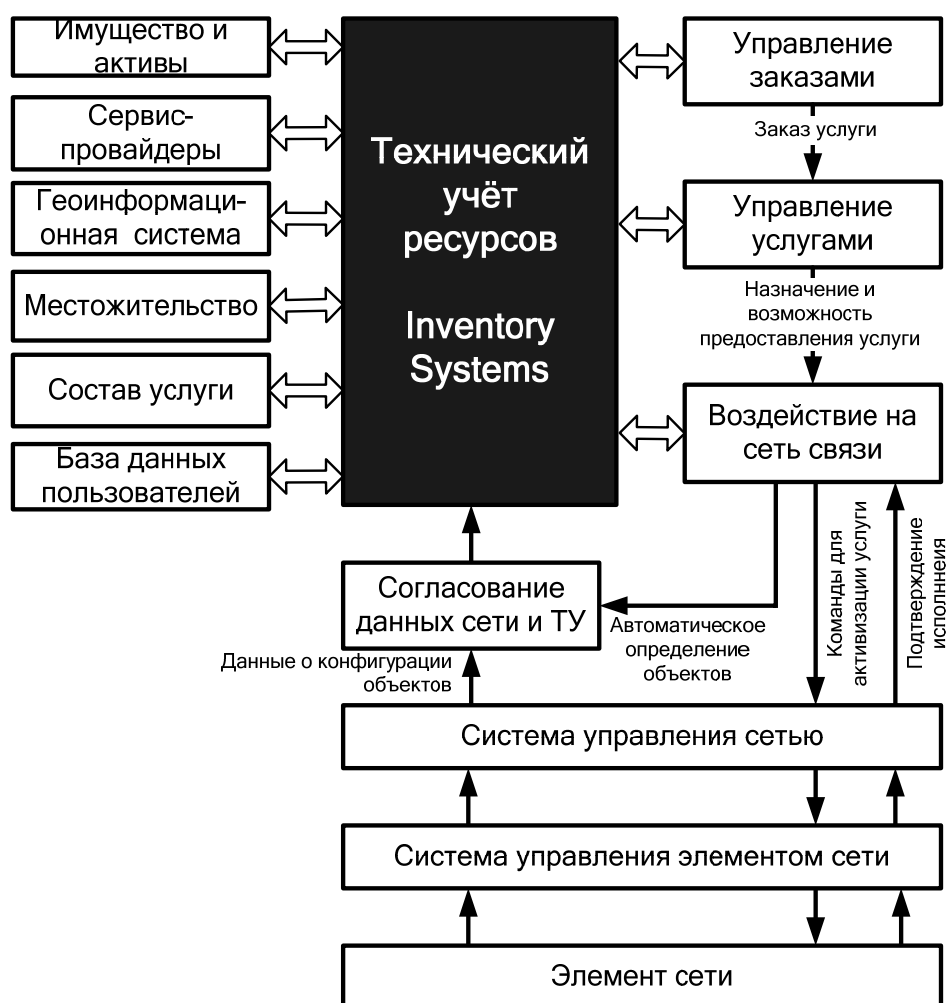 Имущество и
активы
Сервис-
провайдеры
Геоинформаци-
онная система
Местожительство
Состав услуги
База данных
пользователей
Технический
учёт
ресурсов
Inventory
Systems
Управление
заказами
Заказ услуги
Управление
услугами
Назначение и
возможность
предоставления услуги
Воздействие на
сеть связи
Команды для
активизации услуги
Подтверждение
исполннеия
Согласование
данных сети и ТУ
Автоматическое
определение
объектов
Данные о конфигурации
объектов
Система управления сетью
Система управления элементом сети
Элемент сети